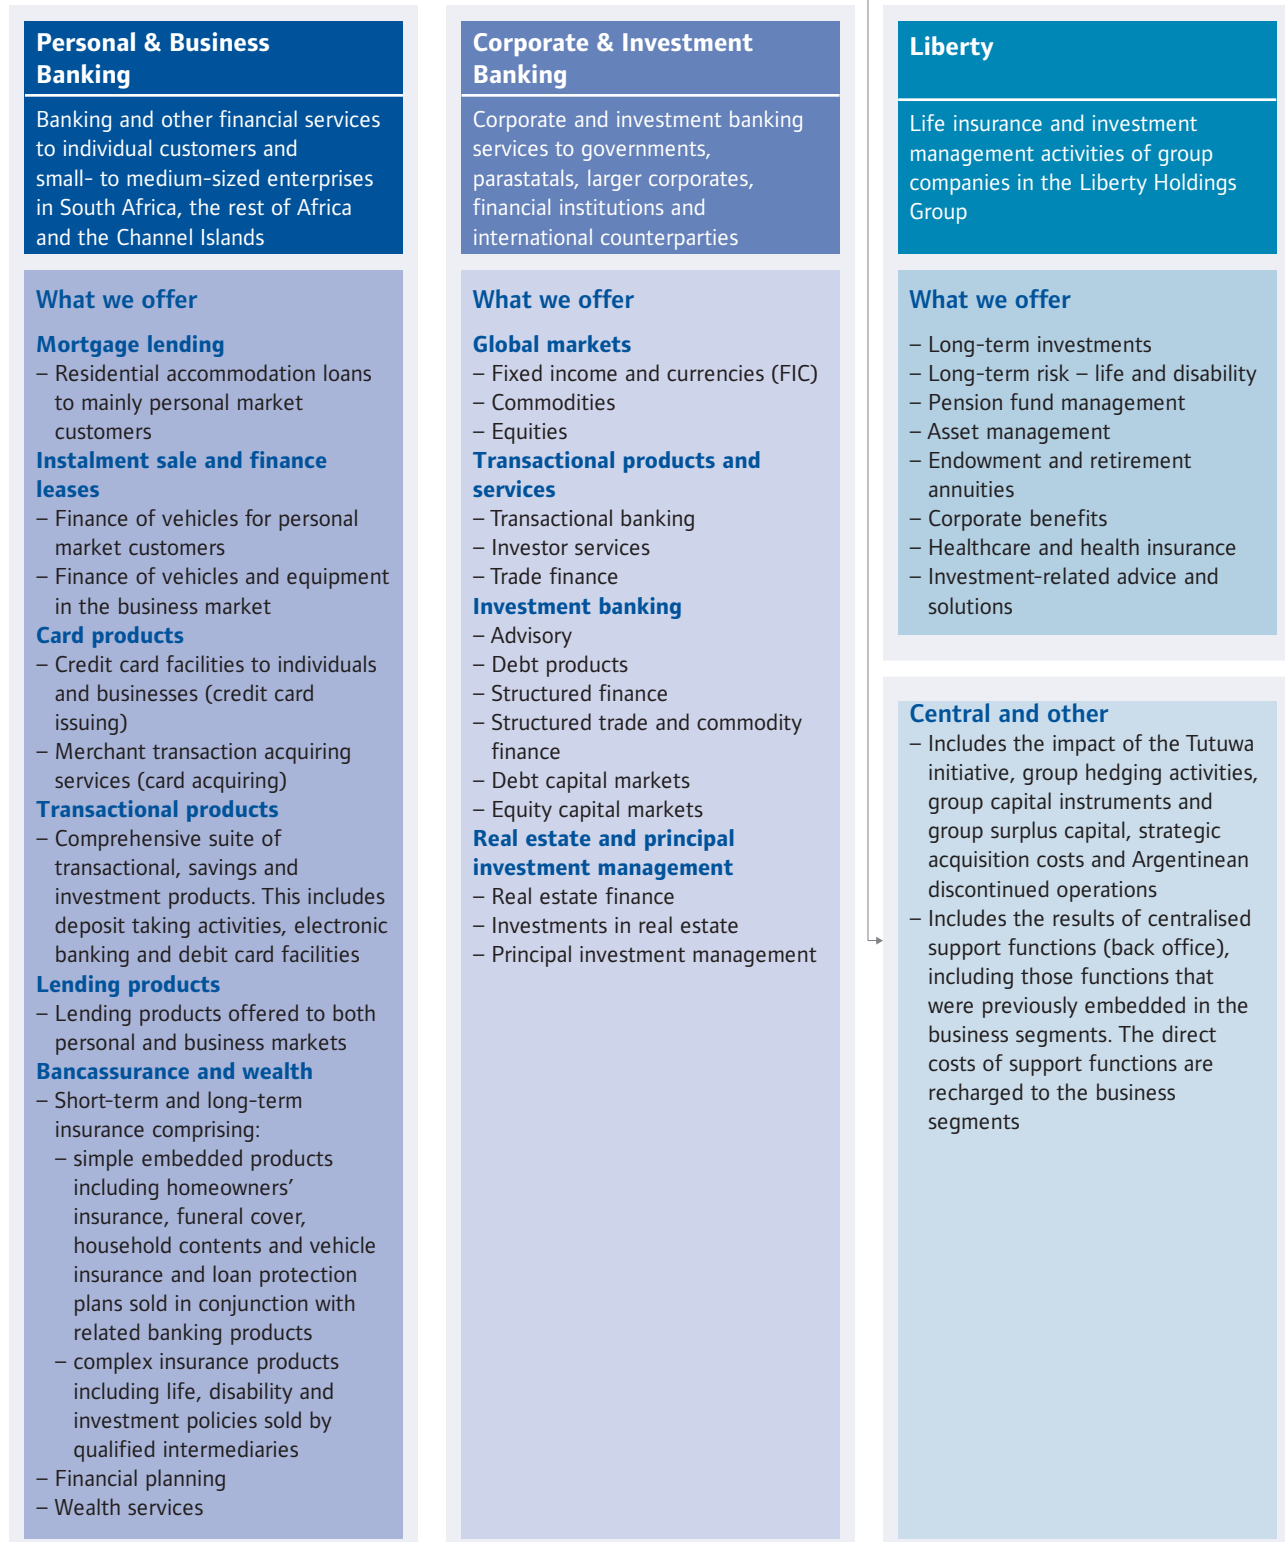 Personal & Business
Banking
Banking and other financial services
to individual customers and
small- to medium-sized enterprises
in South Africa, the rest of Africa
and the Channel Islands
What we offer
Mortgage lending
– Residential accommodation loans
to mainly personal market
customers
Instalment sale and finance
leases
– Finance of vehicles for personal
market customers
– Finance of vehicles and equipment
in the business market
Card products
– Credit card facilities to individuals
and businesses (credit card
issuing)
– Merchant transaction acquiring
services (card acquiring)
Transactional products
– Comprehensive suite of
transactional, savings and
investment products. This includes
deposit taking activities, electronic
banking and debit card facilities
Lending products
– Lending products offered to both
personal and business markets
Bancassurance and wealth
– Short-term and long-term
insurance comprising:
– simple embedded products
including homeowners’
insurance, funeral cover,
household contents and vehicle
insurance and loan protection
plans sold in conjunction with
related banking products
– complex insurance products
including life, disability and
investment policies sold by
qualified intermediaries
– Financial planning
– Wealth services
Corporate & Investment
Banking
Corporate and investment banking
services to governments,
parastatals, larger corporates,
financial institutions and
international counterparties
What we offer
Global markets
– Fixed income and currencies (FIC)
– Commodities
– Equities
Transactional products and
services
– Transactional banking
– Investor services
– Trade finance
Investment banking
– Advisory
– Debt products
– Structured finance
– Structured trade and commodity
finance
– Debt capital markets
– Equity capital markets
Real estate and principal
investment management
– Real estate finance
– Investments in real estate
– Principal investment management
Liberty
Life insurance and investment
management activities of group
companies in the Liberty Holdings
Group
What we offer
– Long-term investments
– Long-term risk – life and disability
– Pension fund management
– Asset management
– Endowment and retirement
annuities
– Corporate benefits
– Healthcare and health insurance
– Investment-related advice and
solutions
Central and other
– Includes the impact of the Tutuwa
initiative, group hedging activities,
group capital instruments and
group surplus capital, strategic
acquisition costs and Argentinean
discontinued operations
– Includes the results of centralised
support functions (back office),
including those functions that
were previously embedded in the
business segments. The direct
costs of support functions are
recharged to the business
segments